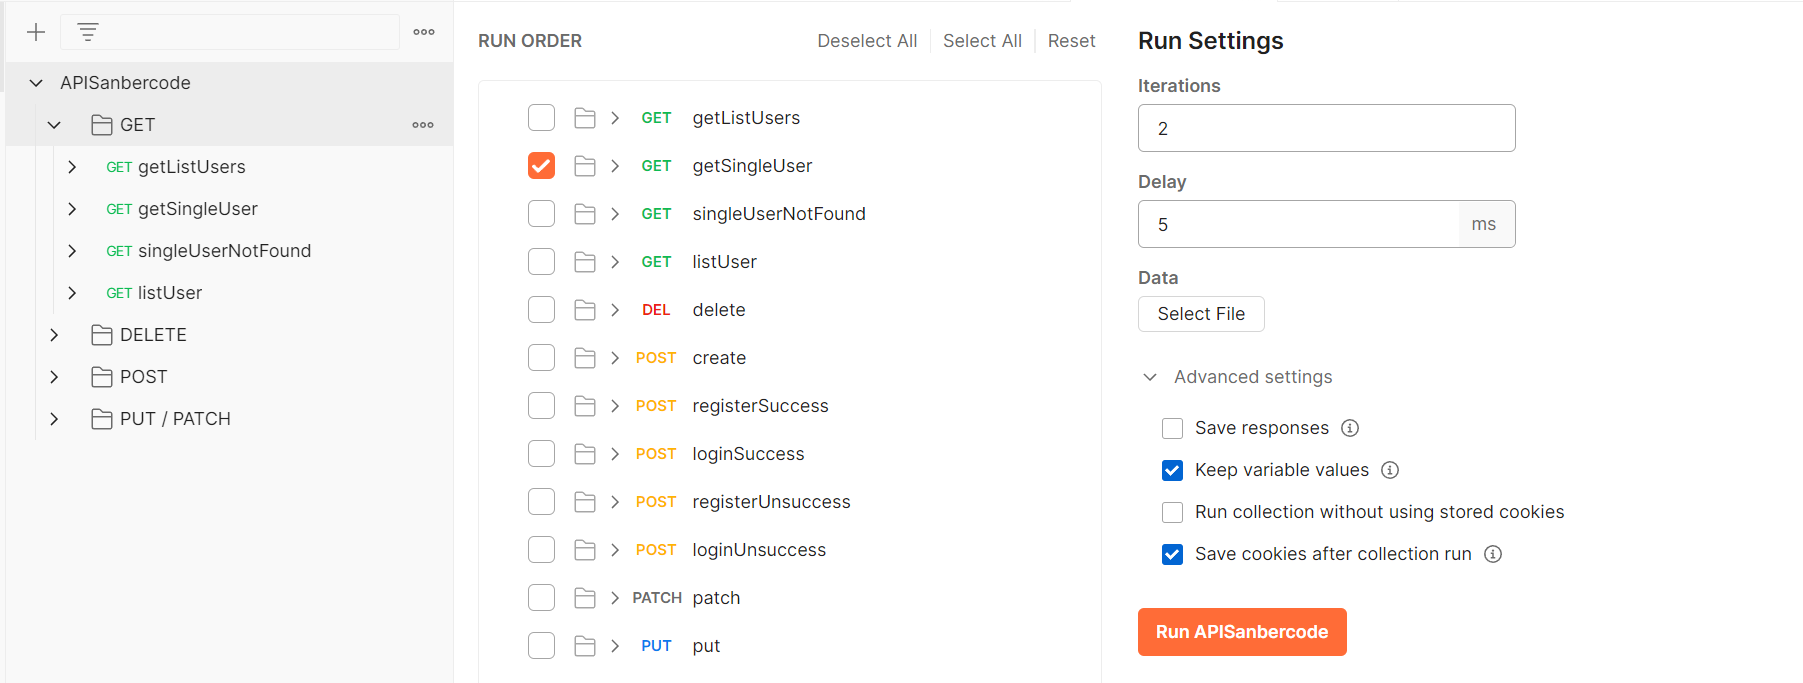 APISanbercode
GET
GET getListUsers
GET getSingleUser
GET singleUserNotFound
GET listUser
DELETE
POST
PUT / PATCH
RUN ORDER
Deselect All
Select All
Reset
GET getListUsers
GET getSingleUser
GET singleUserNotFound
GET listUser
DEL delete
POST create
POST registerSuccess
POST loginSuccess
POST registerUnsuccess
POST loginUnsuccess
PATCH patch
PUT put
Run Settings
Iterations
2
Delay
5 ms
Data
Select File
Advanced settings
Save responses
Keep variable values
Run collection without using stored cookies
Save cookies after collection run
Run APISanbercode